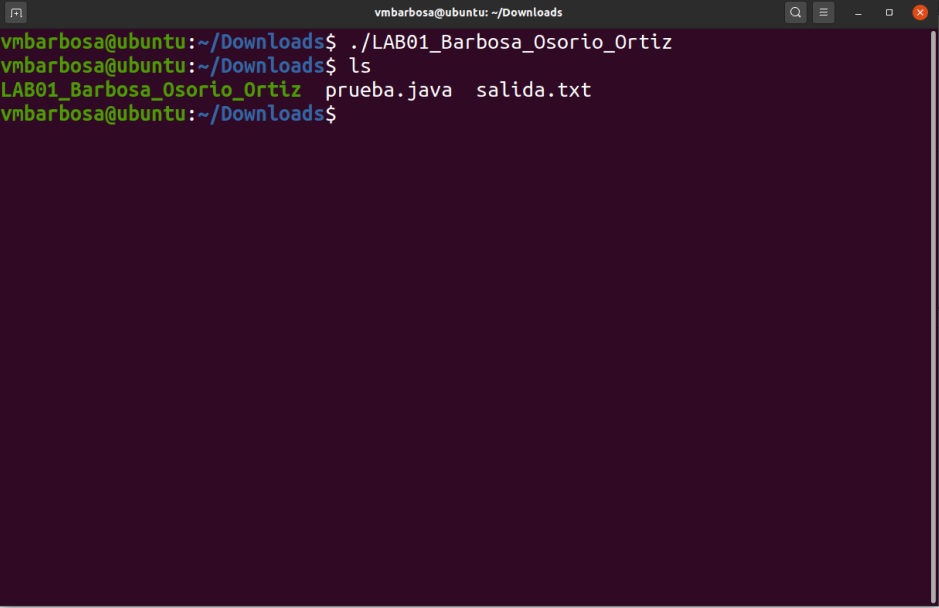 vmbarbosa@ubuntu: ~/Downloads
vmbarbosa@ubuntu:~/Downloads$ ./LAB01_Barbosa_Osorio_Ortiz
vmbarbosa@ubuntu:~/Downloads$ ls
LAB01_Barbosa_Osorio_Ortiz  prueba.java  salida.txt
vmbarbosa@ubuntu:~/Downloads$